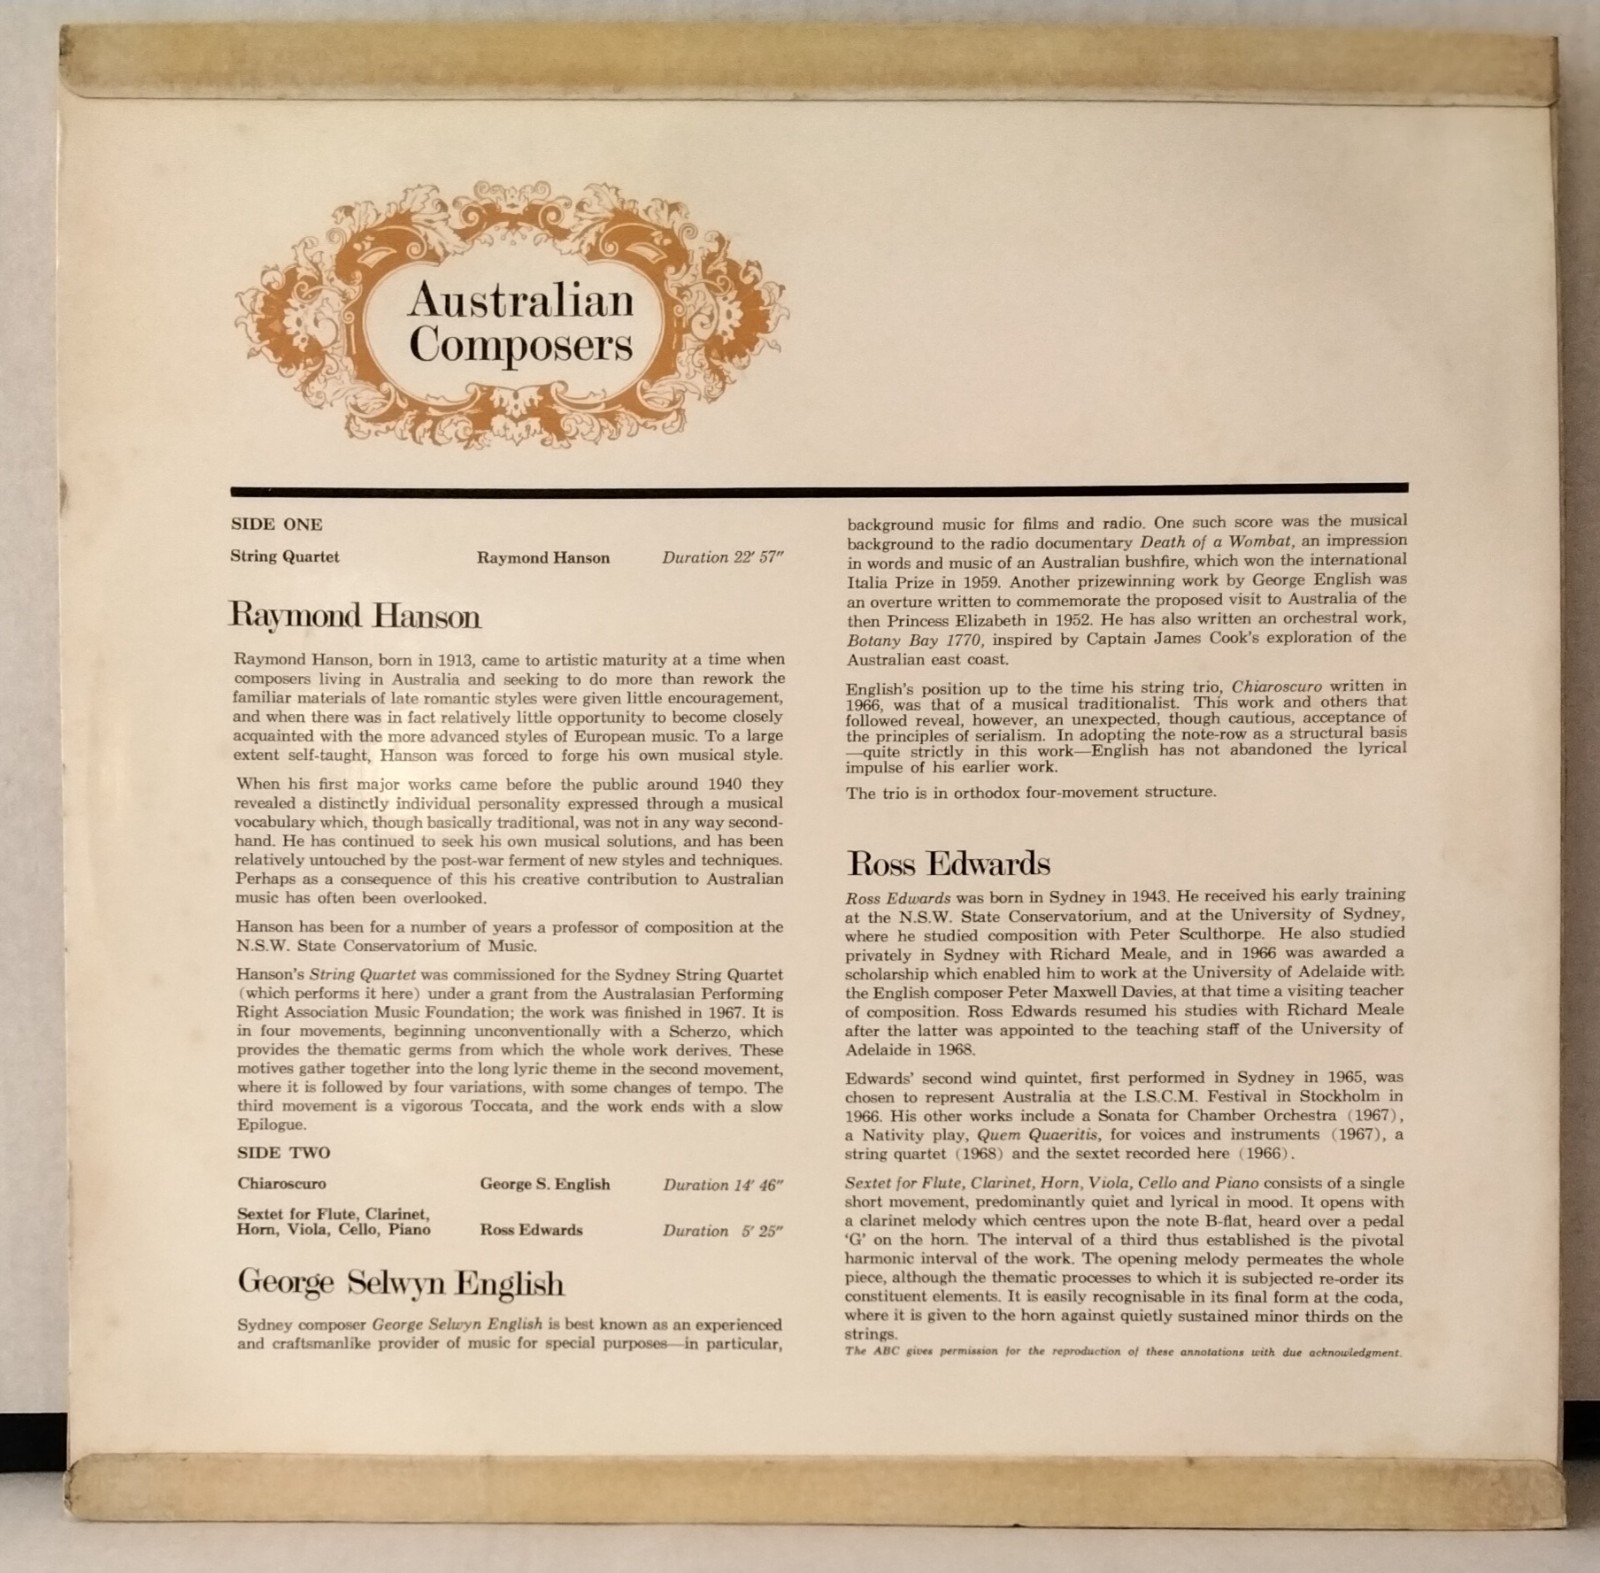 Australian
Composers
SIDE ONE
String Quartet Raymond Hanson Duration 22′ 57″
Raymond Hanson
Raymond Hanson, born in 1913, came to artistic maturity at a time when
composers living in Australia and seeking to do more than rework the
familiar materials of late romantic styles were given little encouragement,
and when there was in fact relatively little opportunity to become closely
acquainted with the more advanced styles of European music. To a large
extent self-taught, Hanson was forced to forge his own musical style.
When his first major works came before the public around 1940 they
revealed a distinctly individual personality expressed through a musical
vocabulary which, though basically traditional, was not in any way second-
hand. He has continued to seek his own musical solutions, and has been
relatively untouched by the post-war ferment of new styles and techniques.
Perhaps as a consequence of this his creative contribution to Australian
music has often been overlooked.
Hanson has been for a number of years a professor of composition at the
N.S.W. State Conservatorium of Music.
Hanson's String Quartet was commissioned for the Sydney String Quartet
(which performs it here) under a grant from the Australasian Performing
Right Association Music Foundation; the work was finished in 1967. It is
in four movements, beginning unconventionally with a Scherzo, which
provides the thematic germs from which the whole work derives. These
motives gather together into the long lyric theme in the second movement,
where it is followed by four variations, with some changes of tempo. The
third movement is a vigorous Toccata, and the work ends with a slow
Epilogue.
SIDE TWO
Chiaroscuro George S. English Duration 14′ 46″
Sextet for Flute, Clarinet,
Horn, Viola, Cello, Piano Ross Edwards Duration 5′ 25″
George Selwyn English
Sydney composer George Selwyn English is best known as an experienced
and craftsmanlike provider of music for special purposes—in particular,
background music for films and radio. One such score was the musical
background to the radio documentary Death of a Wombat, an impression
in words and music of an Australian bushfire, which won the international
Italia Prize in 1959. Another prizewinning work by George English was
an overture written to commemorate the proposed visit to Australia of the
then Princess Elizabeth in 1952. He has also written an orchestral work,
Botany Bay 1770, inspired by Captain James Cook's exploration of the
Australian east coast.
English's position up to the time his string trio, Chiaroscuro written in
1966, was that of a musical traditionalist. This work and others that
followed reveal, however, an unexpected, though cautious, acceptance of
the principles of serialism. In adopting the note-row as a structural basis
—quite strictly in this work—English has not abandoned the lyrical
impulse of his earlier work.
The trio is in orthodox four-movement structure.
Ross Edwards
Ross Edwards was born in Sydney in 1943. He received his early training
at the N.S.W. State Conservatorium, and at the University of Sydney,
where he studied composition with Peter Sculthorpe. He also studied
privately in Sydney with Richard Meale, and in 1966 was awarded a
scholarship which enabled him to work at the University of Adelaide with
the English composer Peter Maxwell Davies, at that time a visiting teacher
of composition. Ross Edwards resumed his studies with Richard Meale
after the latter was appointed to the teaching staff of the University of
Adelaide in 1968.
Edwards' second wind quintet, first performed in Sydney in 1965, was
chosen to represent Australia at the I.S.C.M. Festival in Stockholm in
1966. His other works include a Sonata for Chamber Orchestra (1967),
a Nativity play, Quem Quaeritis, for voices and instruments (1967), a
string quartet (1968) and the sextet recorded here (1966).
Sextet for Flute, Clarinet, Horn, Viola, Cello and Piano consists of a single
short movement, predominantly quiet and lyrical in mood. It opens with
a clarinet melody which centres upon the note B-flat, heard over a pedal
'G' on the horn. The interval of a third thus established is the pivotal
harmonic interval of the work. The opening melody permeates the whole
piece, although the thematic processes to which it is subjected re-order its
constituent elements. It is easily recognisable in its final form at the coda,
where it is given to the horn against quietly sustained minor thirds on the
strings.
The ABC gives permission for the reproduction of these annotations with due acknowledgment.